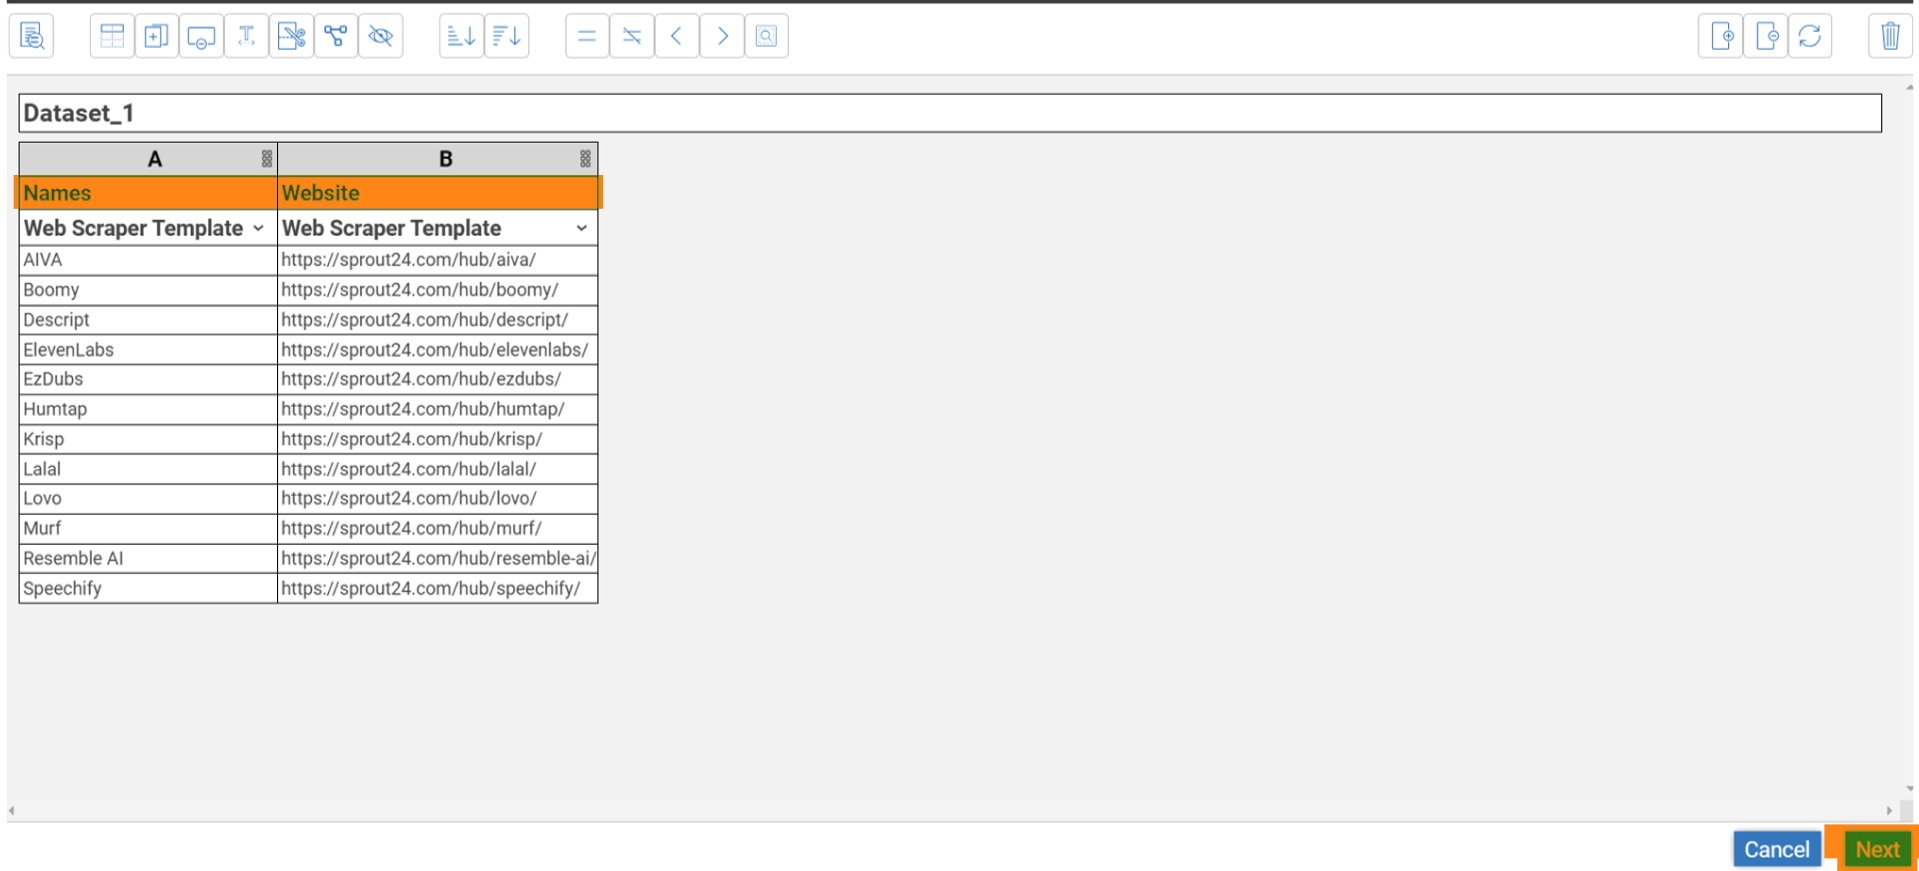 Dataset_1
A B
Names Website
Web Scraper Template Web Scraper Template
AIVA https://sprout24.com/hub/aiva/
Boomy https://sprout24.com/hub/boomy/
Descript https://sprout24.com/hub/descript/
ElevenLabs https://sprout24.com/hub/elevenlabs/
EzDubs https://sprout24.com/hub/ezdubs/
Humtap https://sprout24.com/hub/humtap/
Krisp https://sprout24.com/hub/krisp/
Lalal https://sprout24.com/hub/lalal/
Lovo https://sprout24.com/hub/lovo/
Murf https://sprout24.com/hub/murf/
Resemble AI https://sprout24.com/hub/resemble-ai/
Speechify https://sprout24.com/hub/speechify/
Cancel Next